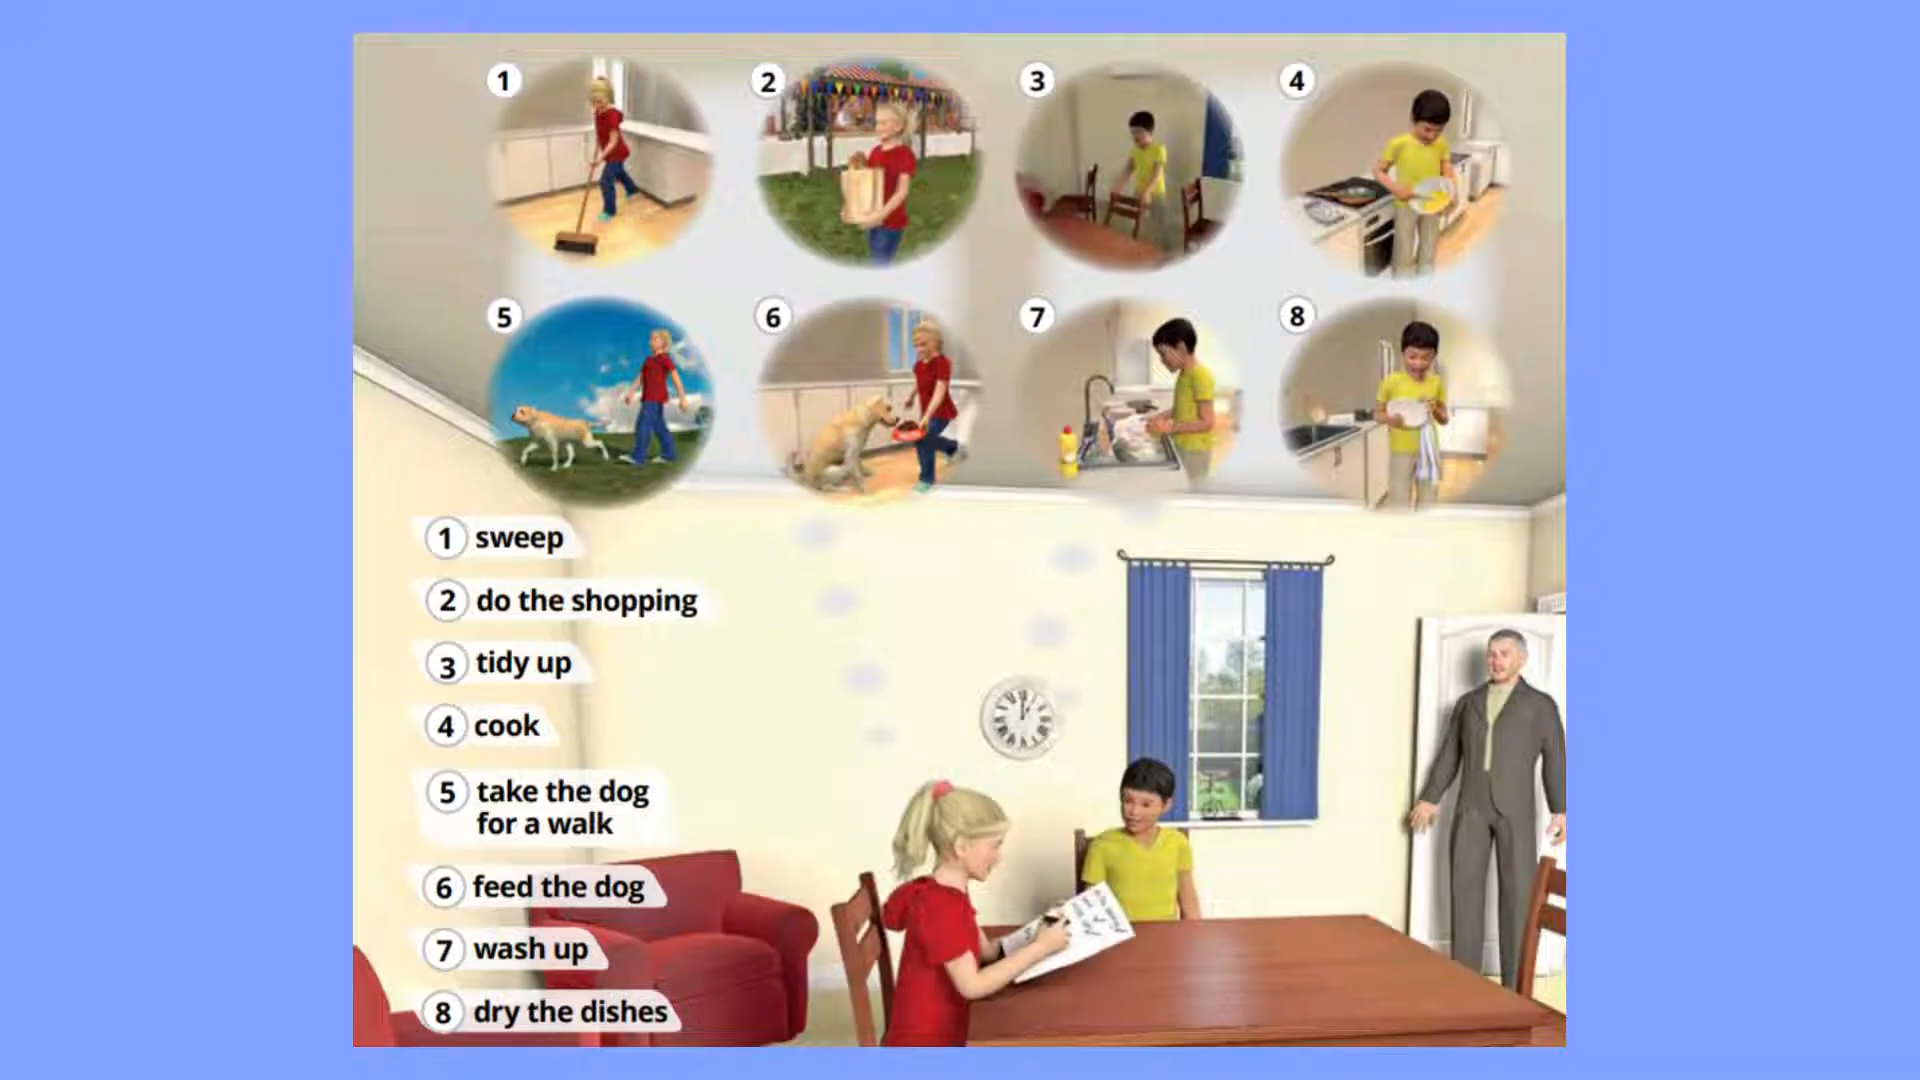 1
2
3
4
5
6
7
8
1 sweep
2 do the shopping
3 tidy up
4 cook
5 take the dog
for a walk
6 feed the dog
7 wash up
8 dry the dishes